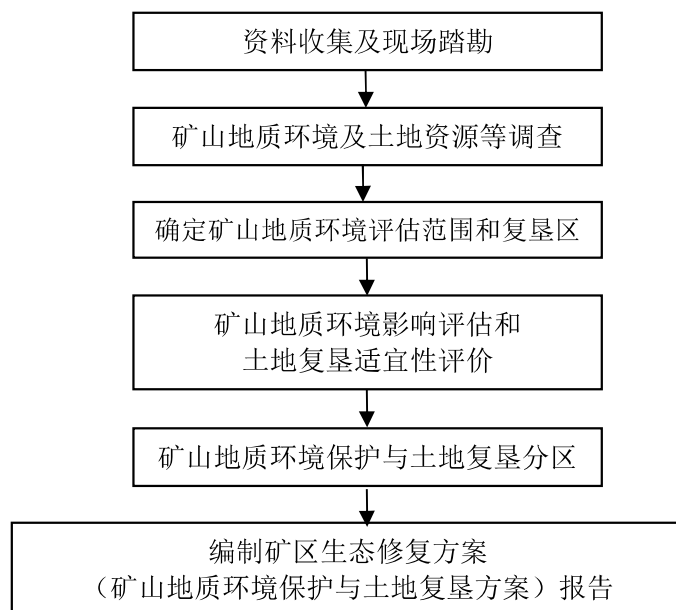 资料收集及现场踏勘
矿山地质环境及土地资源等调查
确定矿山地质环境评估范围和复垦区
矿山地质环境影响评估和
土地复垦适宜性评价
矿山地质环境保护与土地复垦分区
编制矿区生态修复方案
（矿山地质环境保护与土地复垦方案）报告